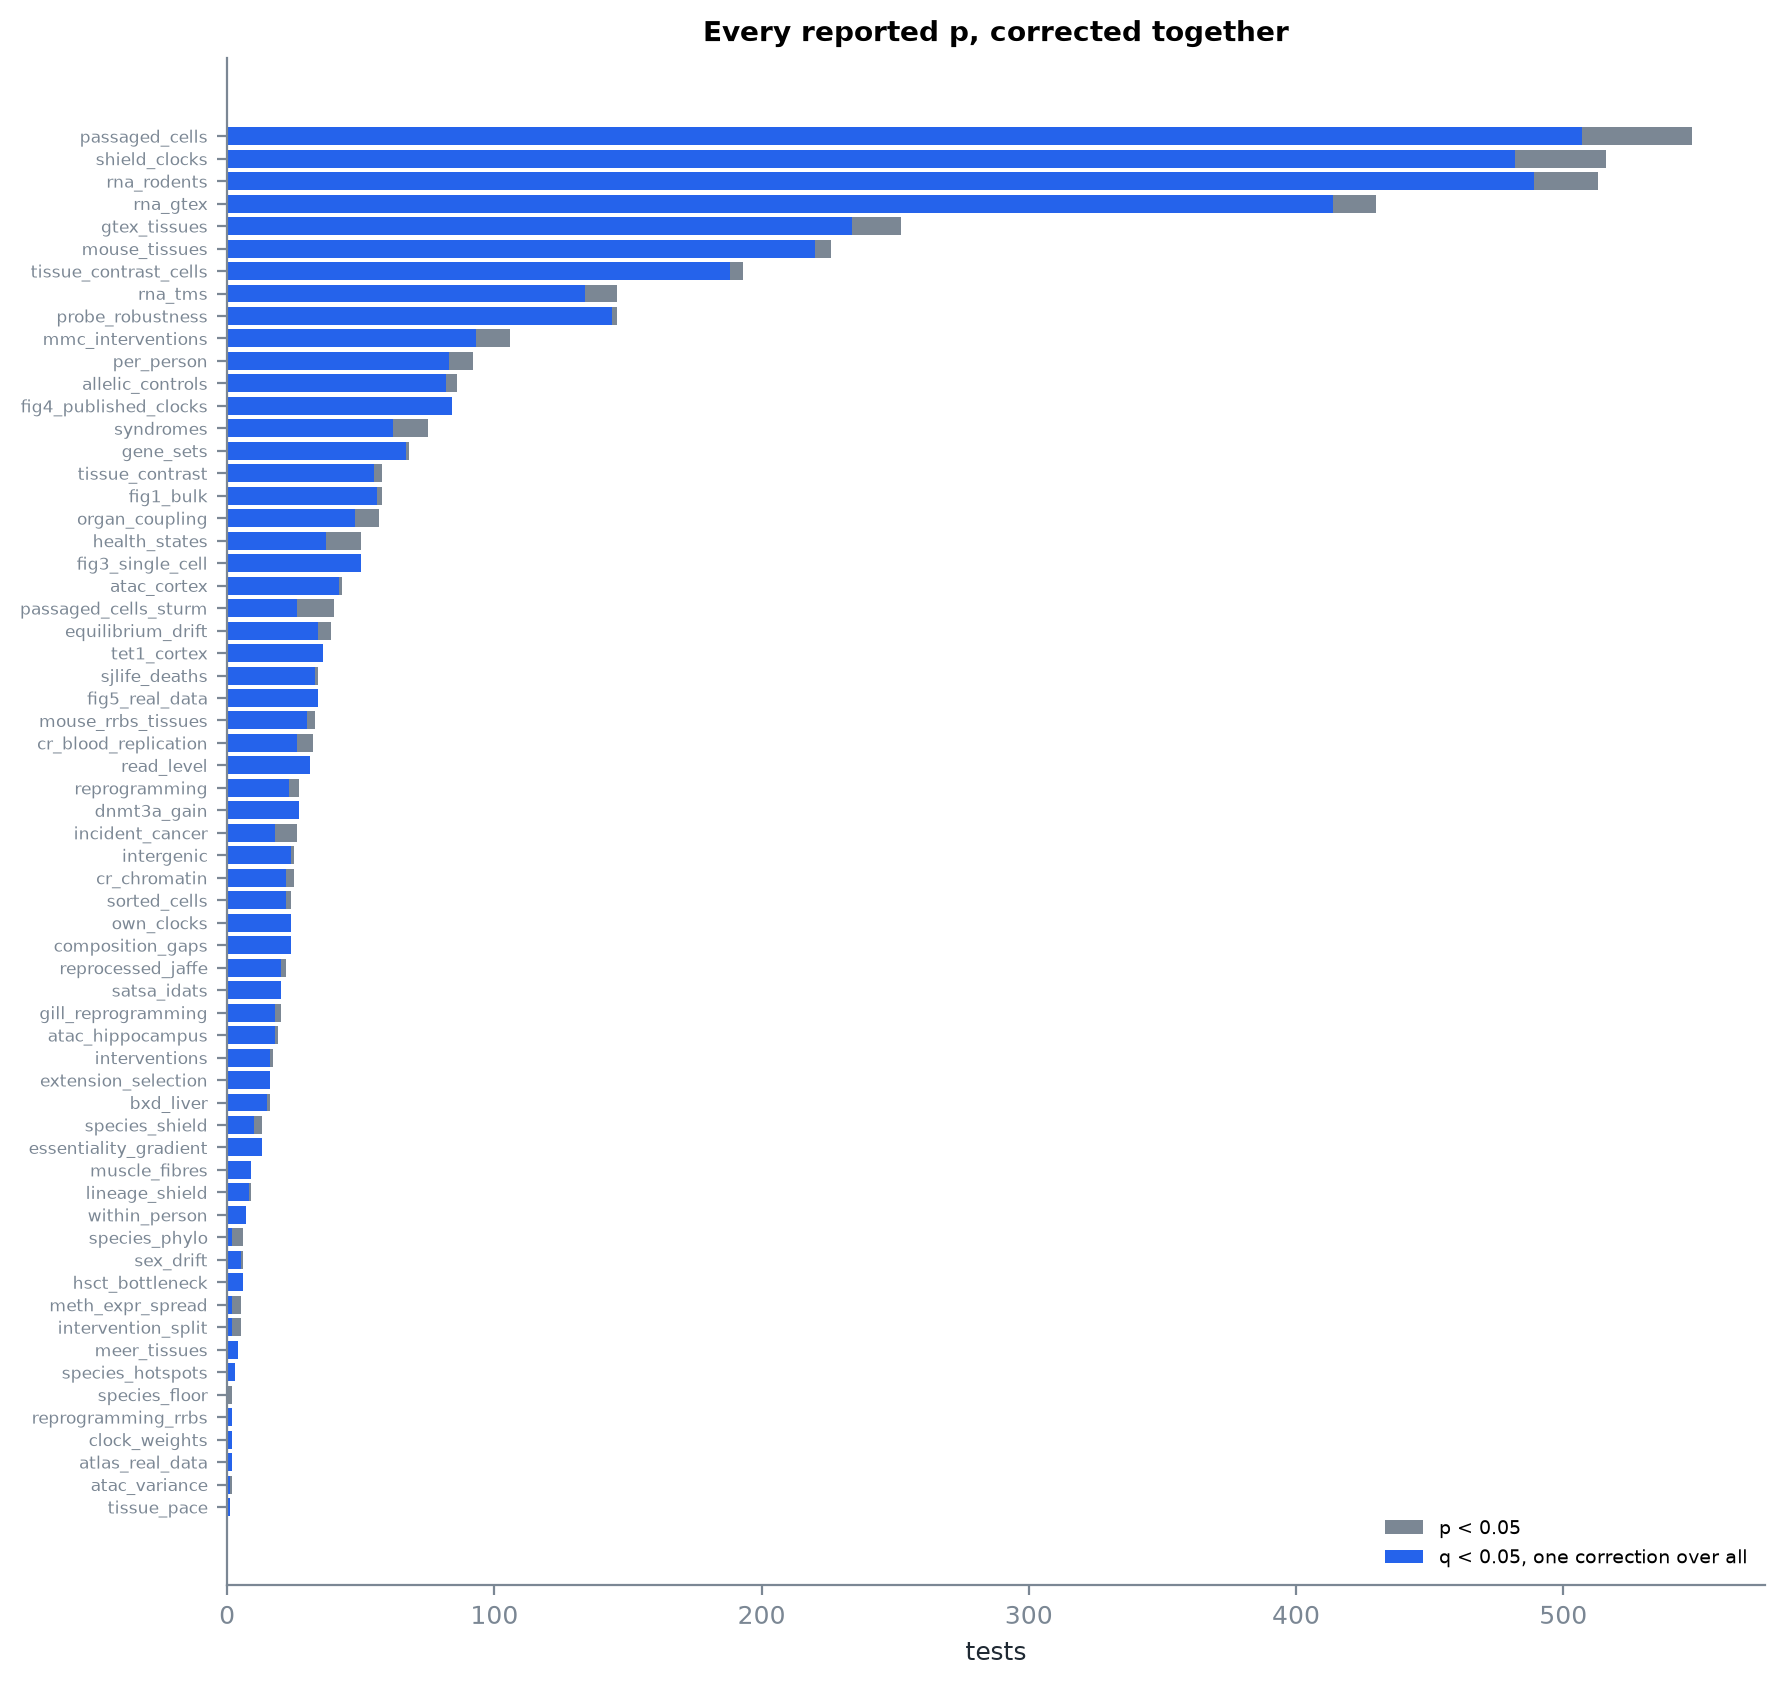 Every reported p, corrected together
passaged_cells
shield_clocks
rna_rodents
rna_gtex
gtex_tissues
mouse_tissues
tissue_contrast_cells
rna_tms
probe_robustness
mmc_interventions
per_person
allelic_controls
fig4_published_clocks
syndromes
gene_sets
tissue_contrast
fig1_bulk
organ_coupling
health_states
fig3_single_cell
atac_cortex
passaged_cells_sturm
equilibrium_drift
tet1_cortex
sjlife_deaths
fig5_real_data
mouse_rrbs_tissues
cr_blood_replication
read_level
reprogramming
dnmt3a_gain
incident_cancer
intergenic
cr_chromatin
sorted_cells
own_clocks
composition_gaps
reprocessed_jaffe
satsa_idats
gill_reprogramming
atac_hippocampus
interventions
extension_selection
bxd_liver
species_shield
essentiality_gradient
muscle_fibres
lineage_shield
within_person
species_phylo
sex_drift
hsct_bottleneck
meth_expr_spread
intervention_split
meer_tissues
species_hotspots
species_floor
reprogramming_rrbs
clock_weights
atlas_real_data
atac_variance
tissue_pace
p < 0.05
q < 0.05, one correction over all
0 100 200 300 400 500
tests